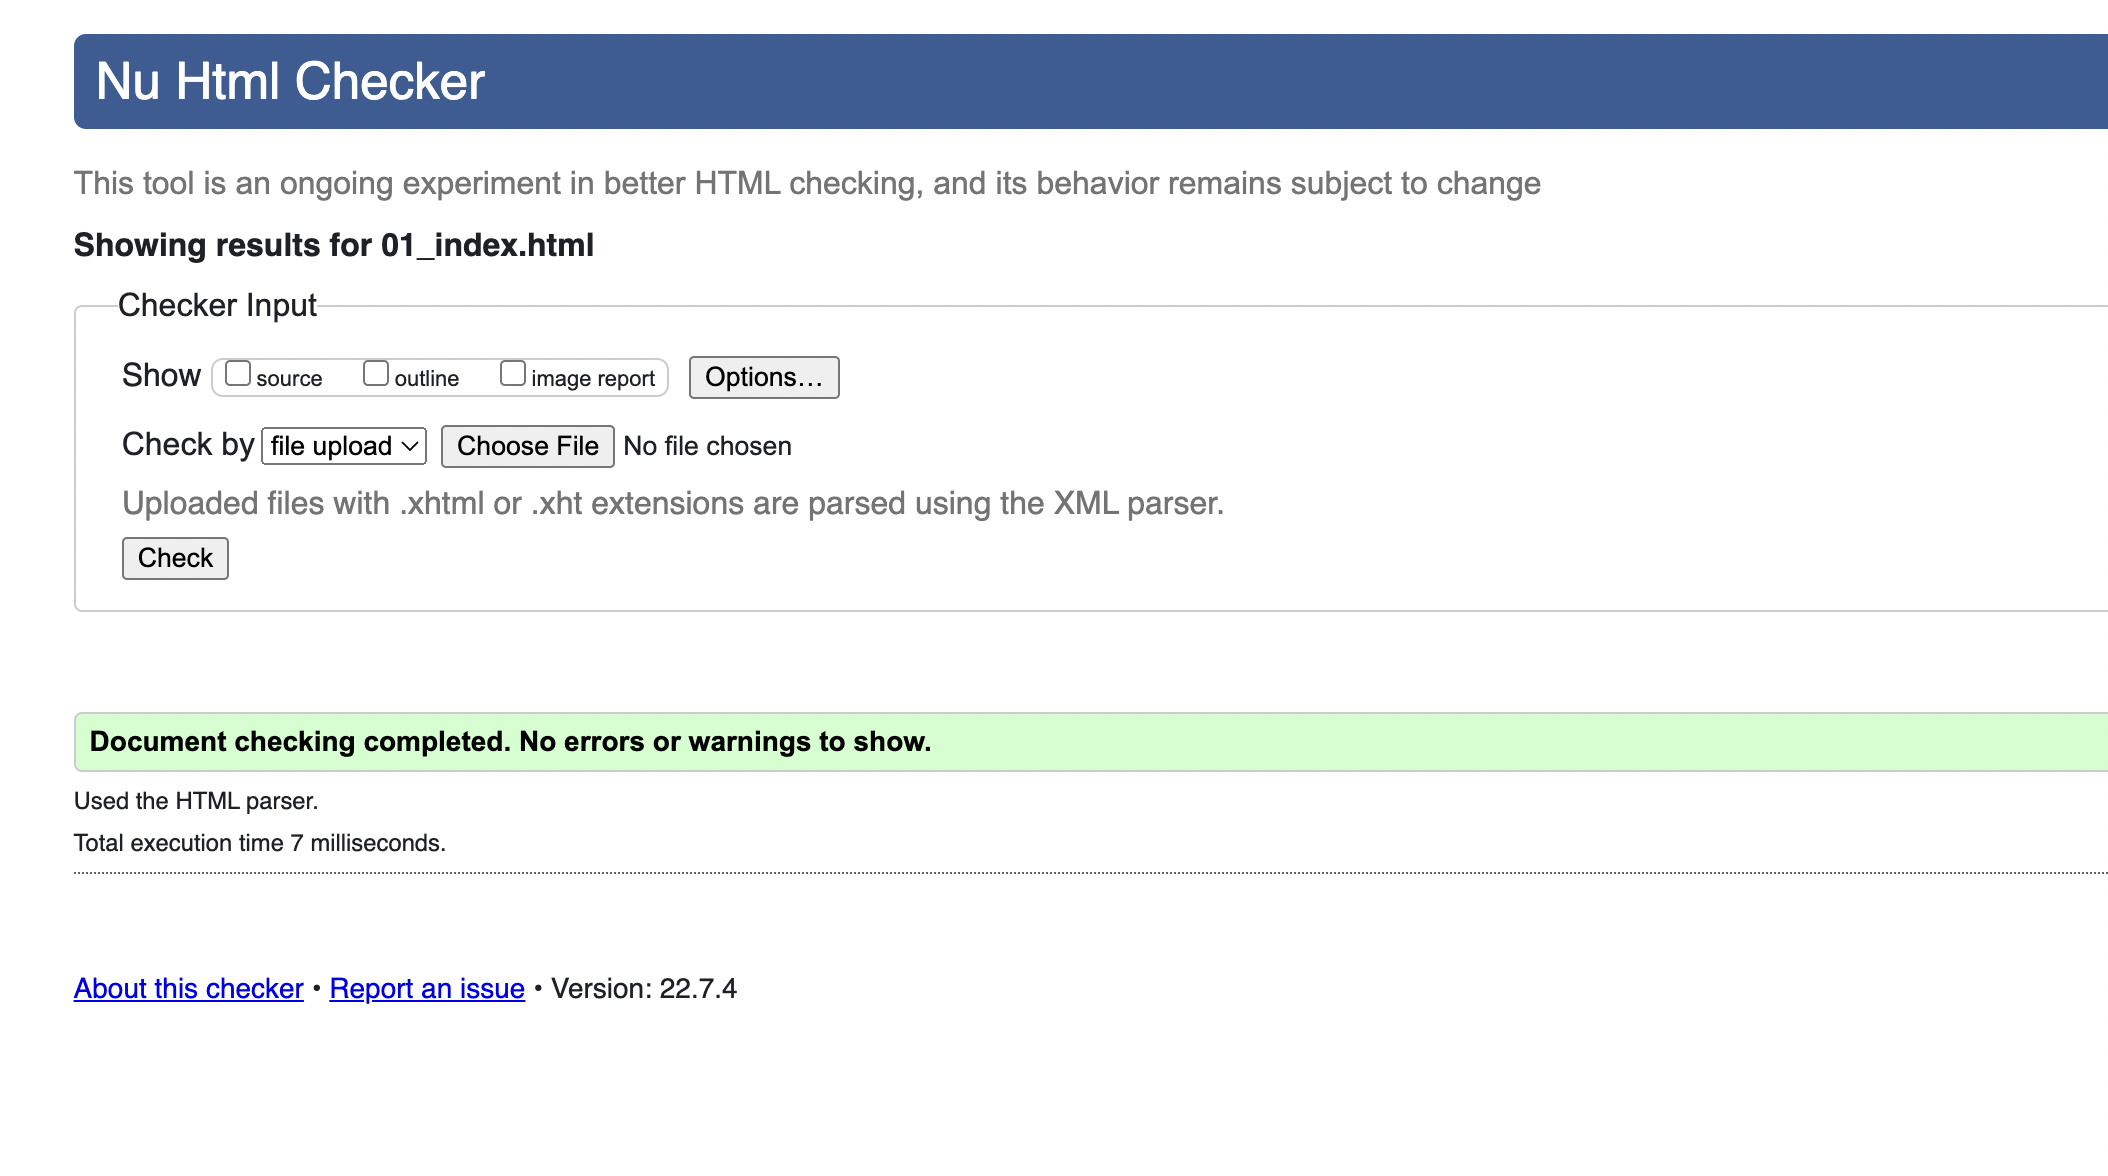 Nu Html Checker
This tool is an ongoing experiment in better HTML checking, and its behavior remains subject to change
Showing results for 01_index.html
Checker Input
Show source outline image report Options…
Check by file upload Choose File No file chosen
Uploaded files with .xhtml or .xht extensions are parsed using the XML parser.
Check
Document checking completed. No errors or warnings to show.
Used the HTML parser.
Total execution time 7 milliseconds.
About this checker • Report an issue • Version: 22.7.4